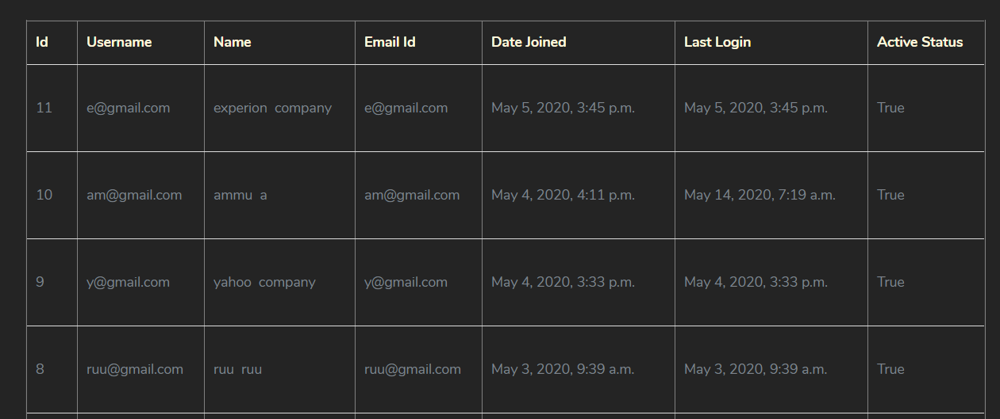 Id Username Name Email Id Date Joined Last Login Active Status
11 e@gmail.com experion company e@gmail.com May 5, 2020, 3:45 p.m. May 5, 2020, 3:45 p.m. True
10 am@gmail.com ammu a am@gmail.com May 4, 2020, 4:11 p.m. May 14, 2020, 7:19 a.m. True
9 y@gmail.com yahoo company y@gmail.com May 4, 2020, 3:33 p.m. May 4, 2020, 3:33 p.m. True
8 ruu@gmail.com ruu ruu ruu@gmail.com May 3, 2020, 9:39 a.m. May 3, 2020, 9:39 a.m. True